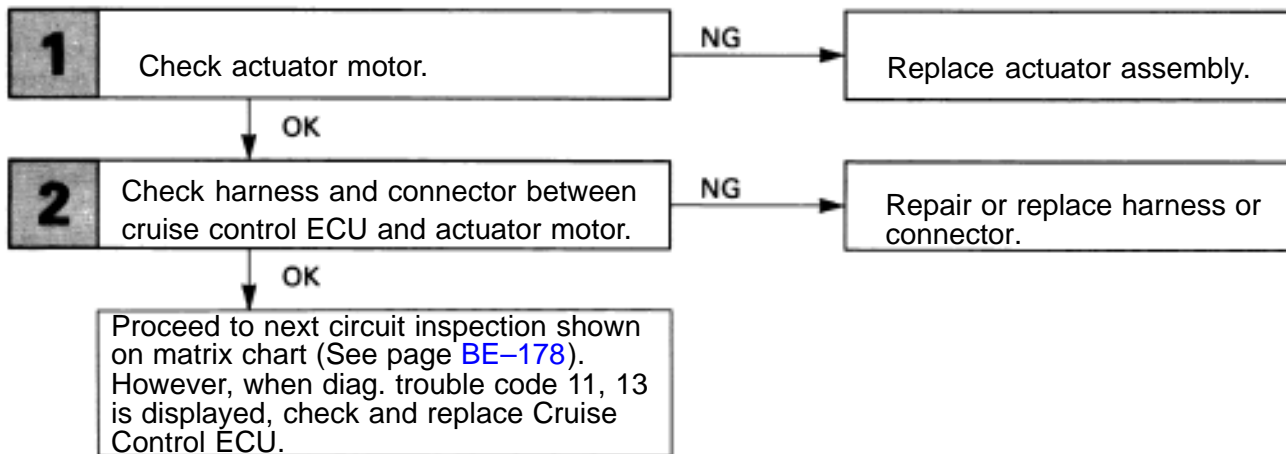 1
Check actuator motor.
NG
Replace actuator assembly.
OK
2
Check harness and connector between
cruise control ECU and actuator motor.
NG
Repair or replace harness or
connector.
OK
Proceed to next circuit inspection shown
on matrix chart (See page BE–178).
However, when diag. trouble code 11, 13
is displayed, check and replace Cruise
Control ECU.